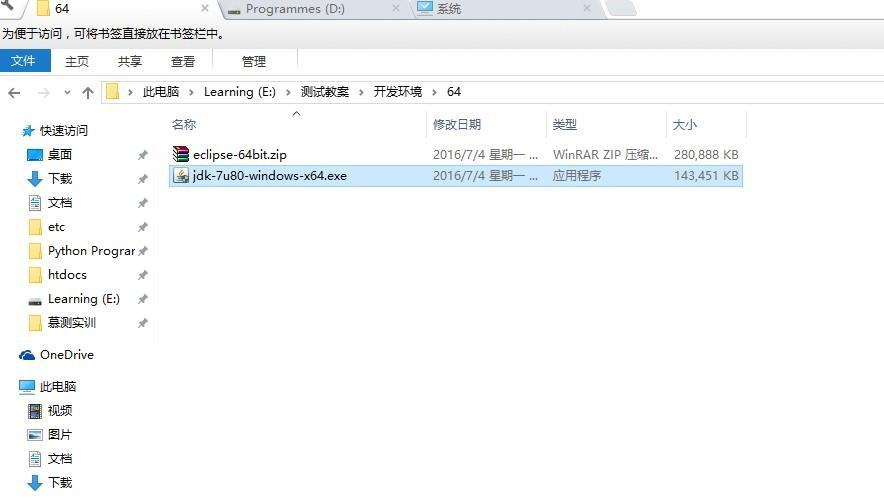 64
Programmes (D:)
系统
为便于访问，可将书签直接放在书签栏中。
文件 主页 共享 查看 管理
此电脑 Learning (E:) 测试教案 开发环境 64
名称 修改日期 类型 大小
eclipse-64bit.zip 2016/7/4 星期一 ... WinRAR ZIP 压缩... 280,888 KB
jdk-7u80-windows-x64.exe 2016/7/4 星期一 ... 应用程序 143,451 KB
快速访问
桌面
下载
文档
etc
Python Prograr
htdocs
Learning (E:)
慕测实训
OneDrive
此电脑
视频
图片
文档
下载